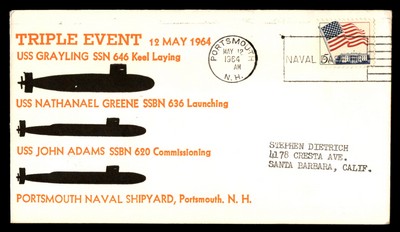 TRIPLE EVENT 12 MAY 1964
USS GRAYLING SSN 646 Keel Laying
USS NATHANAEL GREENE SSBN 636 Launching
USS JOHN ADAMS SSBN 620 Commissioning
PORTSMOUTH NAVAL SHIPYARD, Portsmouth. N. H.
PORTSMOUTH
MAY 12
1964
AM
N.H.
NAVAL
STEPHEN DIETRICH
4178 CRESTA AVE.
SANTA BARBARA, CALIF.